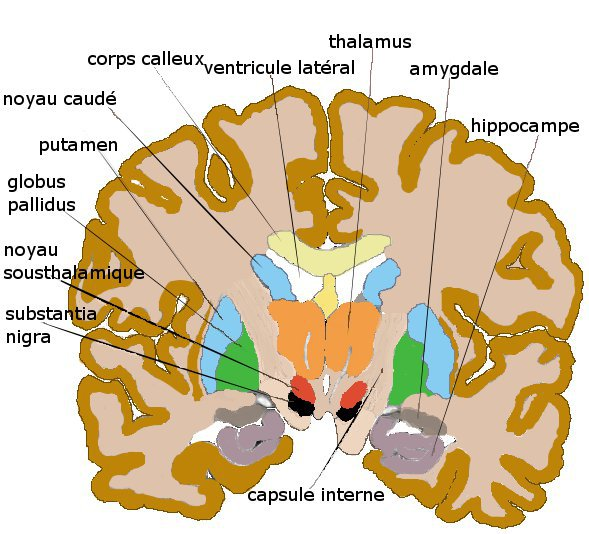 thalamus
corps calleux
ventricule latéral
amygdale
noyau caudé
hippocampe
putamen
globus
pallidus
noyau
sousthalamique
substantia
nigra
capsule interne